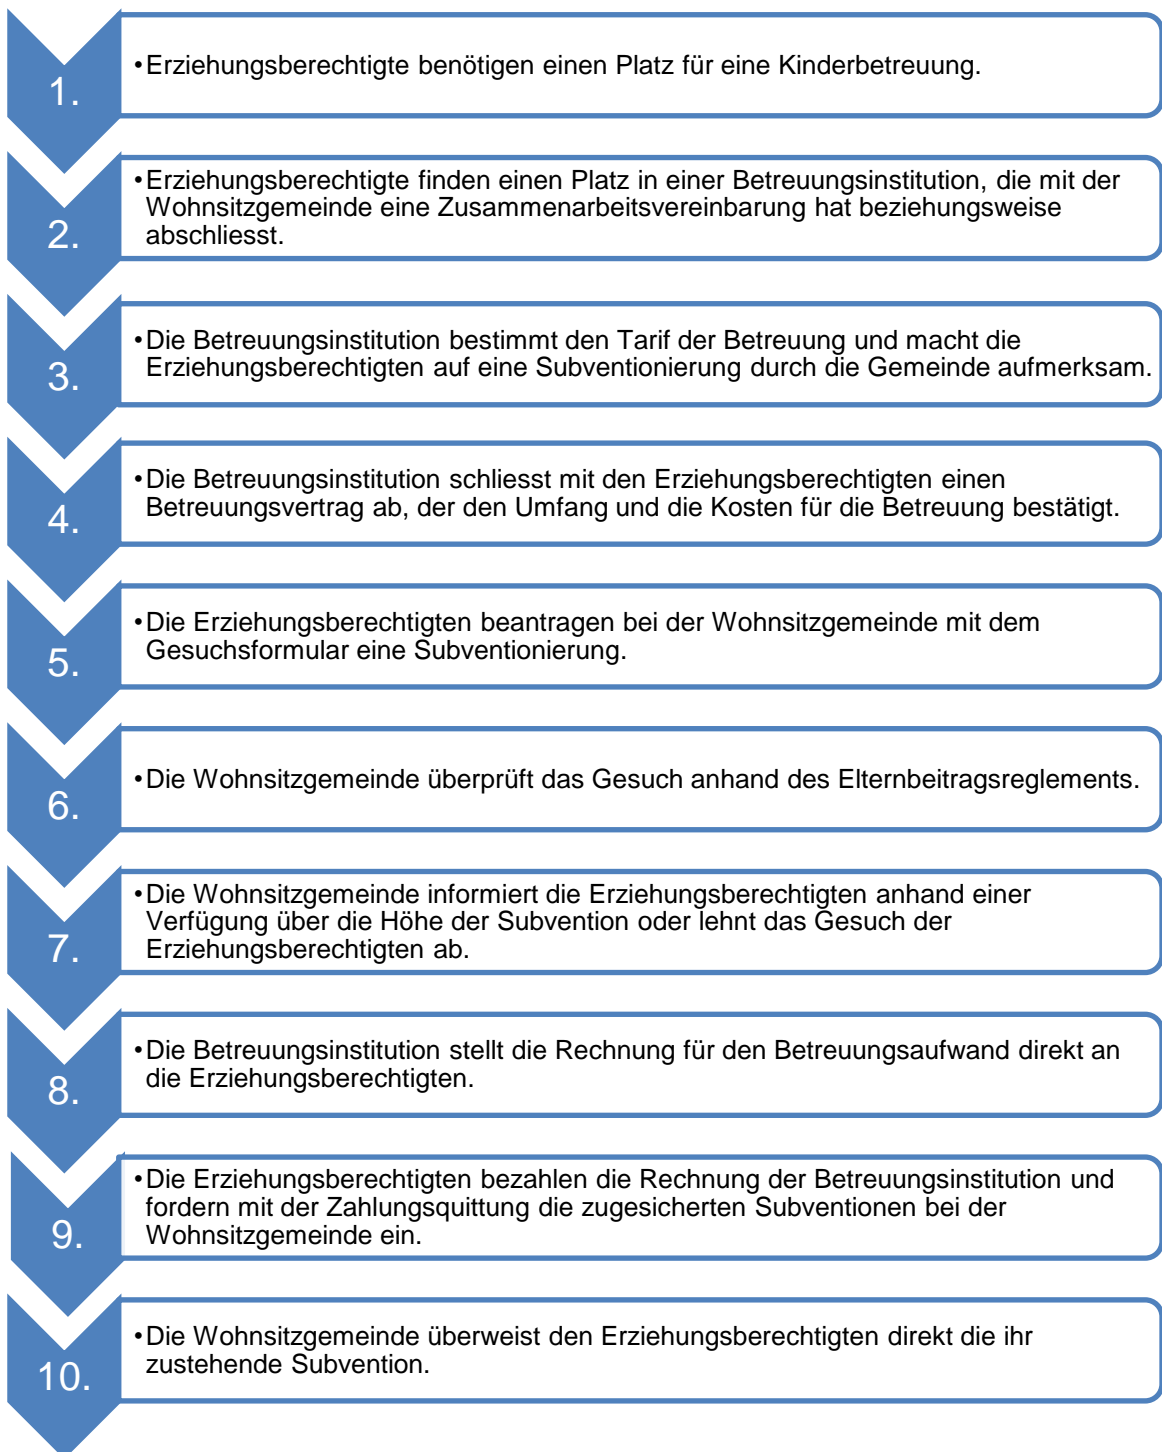 1.
•Erziehungsberechtigte benötigen einen Platz für eine Kinderbetreuung.
2.
•Erziehungsberechtigte finden einen Platz in einer Betreuungsinstitution, die mit der
Wohnsitzgemeinde eine Zusammenarbeitsvereinbarung hat beziehungsweise
abschliesst.
3.
•Die Betreuungsinstitution bestimmt den Tarif der Betreuung und macht die
Erziehungsberechtigten auf eine Subventionierung durch die Gemeinde aufmerksam.
4.
•Die Betreuungsinstitution schliesst mit den Erziehungsberechtigten einen
Betreuungsvertrag ab, der den Umfang und die Kosten für die Betreuung bestätigt.
5.
•Die Erziehungsberechtigten beantragen bei der Wohnsitzgemeinde mit dem
Gesuchsformular eine Subventionierung.
6.
•Die Wohnsitzgemeinde überprüft das Gesuch anhand des Elternbeitragsreglements.
7.
•Die Wohnsitzgemeinde informiert die Erziehungsberechtigten anhand einer
Verfügung über die Höhe der Subvention oder lehnt das Gesuch der
Erziehungsberechtigten ab.
8.
•Die Betreuungsinstitution stellt die Rechnung für den Betreuungsaufwand direkt an
die Erziehungsberechtigten.
9.
•Die Erziehungsberechtigten bezahlen die Rechnung der Betreuungsinstitution und
fordern mit der Zahlungsquittung die zugesicherten Subventionen bei der
Wohnsitzgemeinde ein.
10.
•Die Wohnsitzgemeinde überweist den Erziehungsberechtigten direkt die ihr
zustehende Subvention.